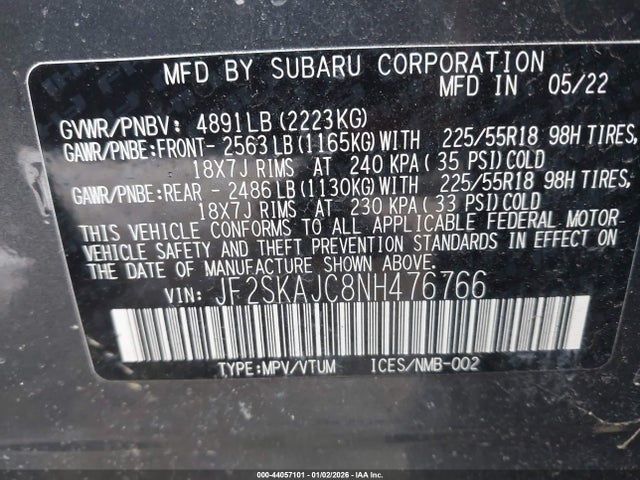 MFD BY SUBARU CORPORATION
MFD IN 05/22
GVWR/PNBV: 4891LB(2223KG)
GAWR/PNBE:FRONT- 2563LB(1165KG)WITH 225/55R18 98H TIRES,
18X7J RIMS AT 240 KPA( 35 PSI)COLD
GAWR/PNBE:REAR - 2486LB(1130KG)WITH 225/55R18 98H TIRES,
18X7J RIMS AT 230 KPA( 33 PSI)COLD
THIS VEHICLE CONFORMS TO ALL APPLICABLE FEDERAL MOTOR
VEHICLE SAFETY AND THEFT PREVENTION STANDARDS IN EFFECT ON
THE DATE OF MANUFACTURE SHOWN ABOVE.
VIN: JF2SKAJC8NH476766
TYPE:MPV/VTUM ICES/NMB-002
000-44057101 - 01/02/2026 - IAA Inc.